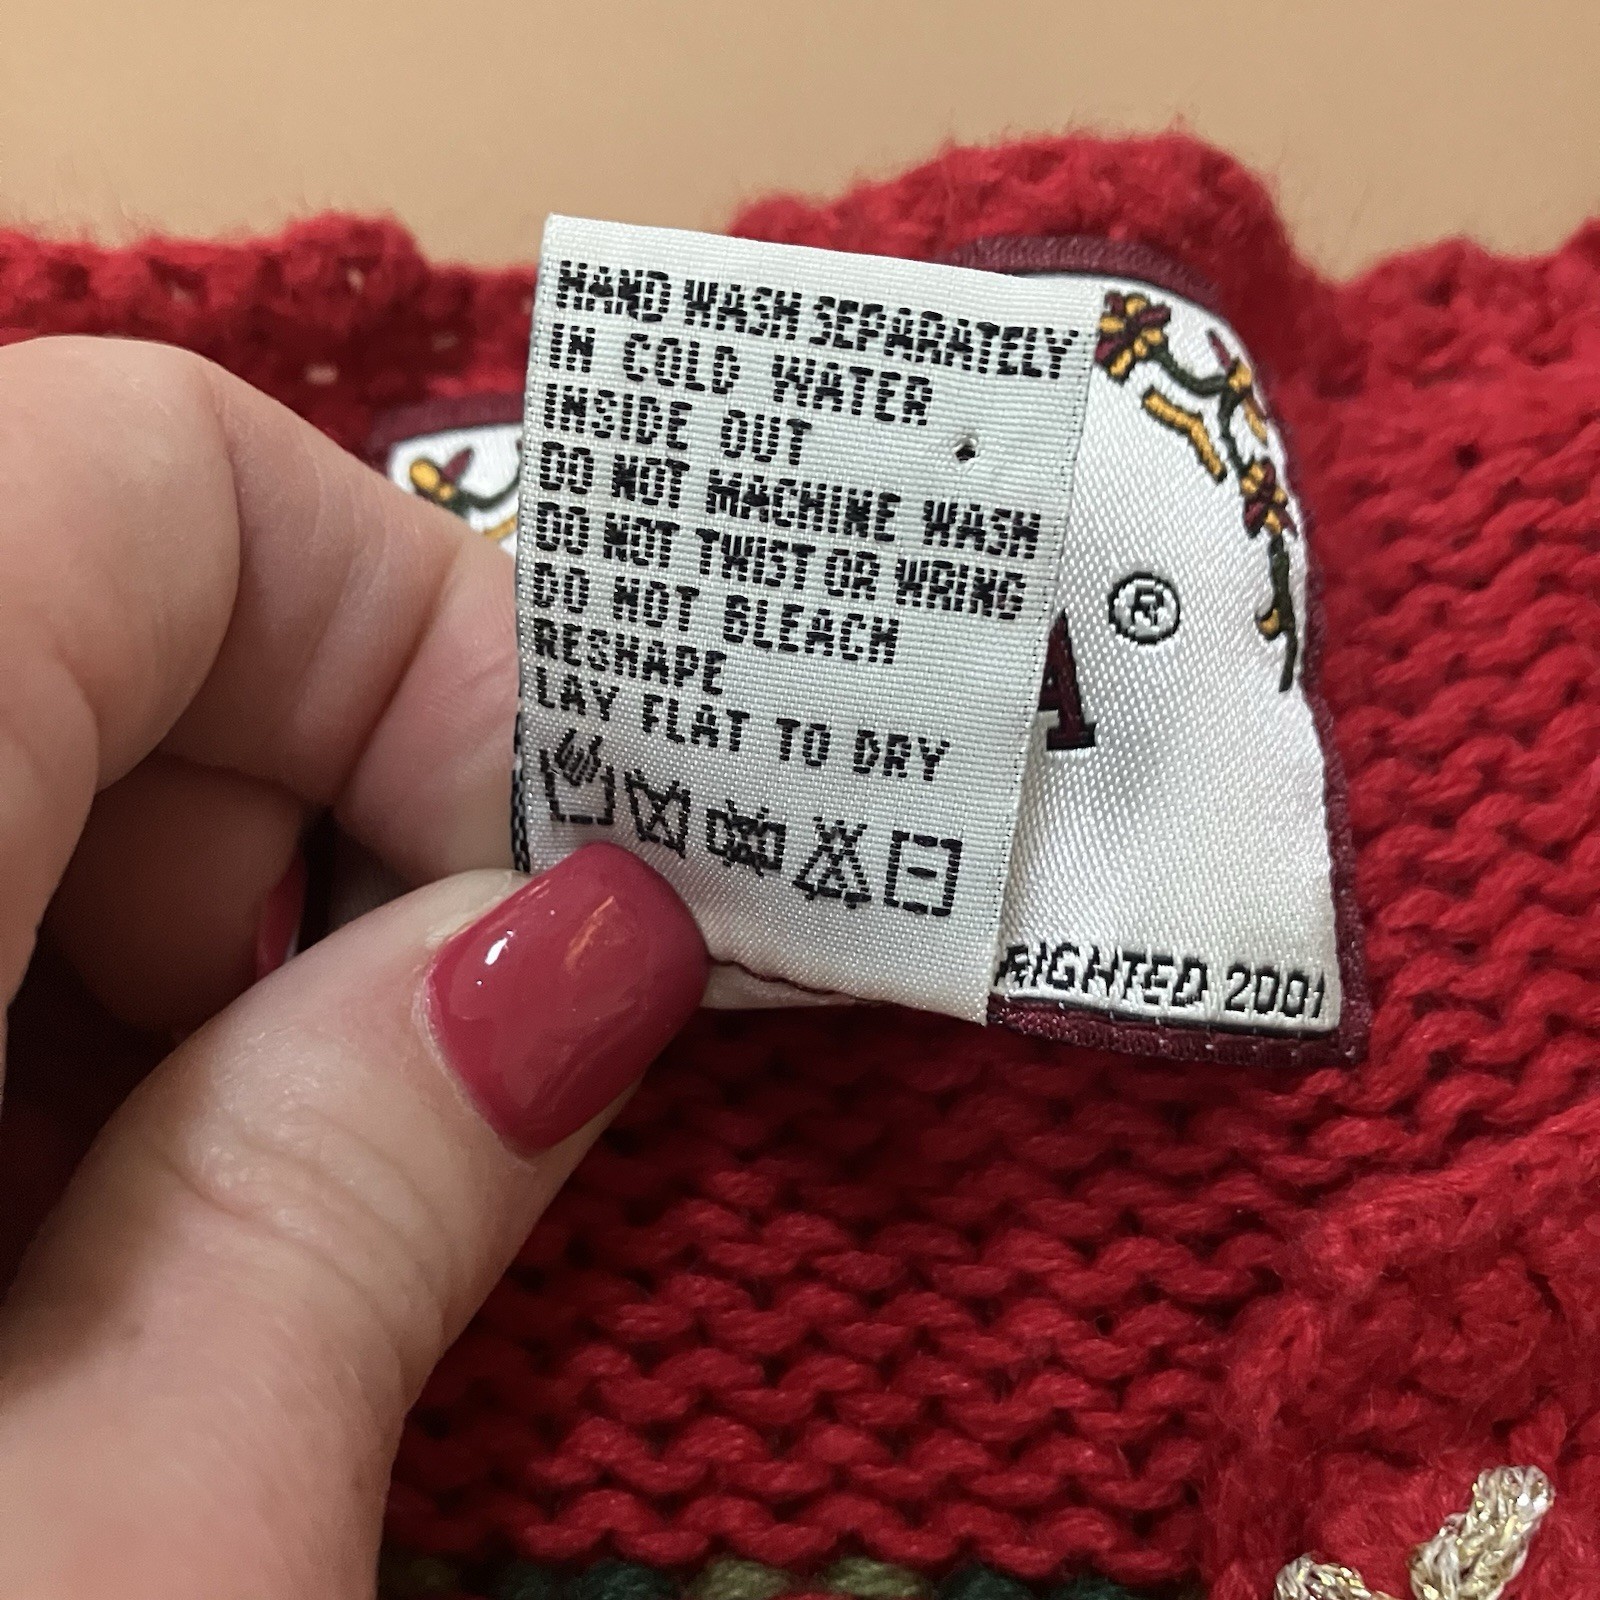 HAND WASH SEPARATELY
IN COLD WATER
INSIDE OUT
DO NOT MACHINE WASH
DO NOT TWIST OR WRING
DO NOT BLEACH
RESHAPE
LAY FLAT TO DRY
A ®
RIGHTED 2001